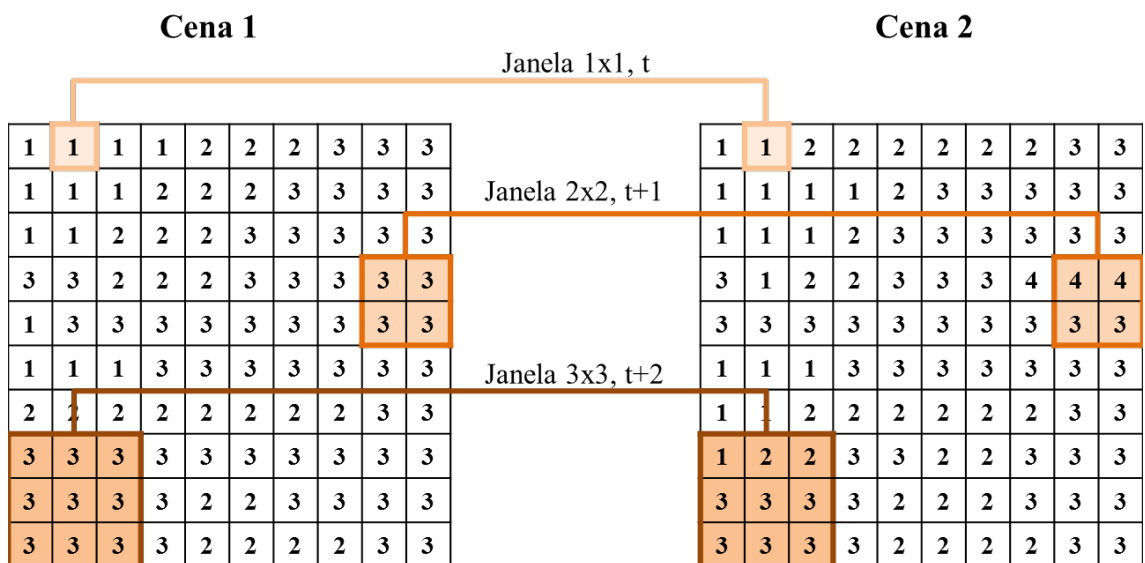 Cena 1 Cena 2
Janela 1x1, t
1 1 1 1 2 2 2 3 3 3 1 1 2 2 2 2 2 2 3 3
1 1 1 2 2 2 3 3 3 3 1 1 1 1 2 3 3 3 3 3
Janela 2x2, t+1
1 1 2 2 2 3 3 3 3 3 1 1 1 2 3 3 3 3 3 3
3 3 2 2 2 3 3 3 3 3 3 1 2 2 3 3 3 4 4 4
1 3 3 3 3 3 3 3 3 3 3 3 3 3 3 3 3 3 3 3
1 1 1 3 3 3 3 3 3 3 1 1 1 3 3 3 3 3 3 3
Janela 3x3, t+2
2 2 2 2 2 2 2 2 3 3 1 1 2 2 2 2 2 2 3 3
3 3 3 3 3 3 3 3 3 3 1 2 2 3 3 2 2 3 3 3
3 3 3 3 2 2 3 3 3 3 3 3 3 3 2 2 2 3 3 3
3 3 3 3 2 2 2 2 3 3 3 3 3 3 2 2 2 2 3 3